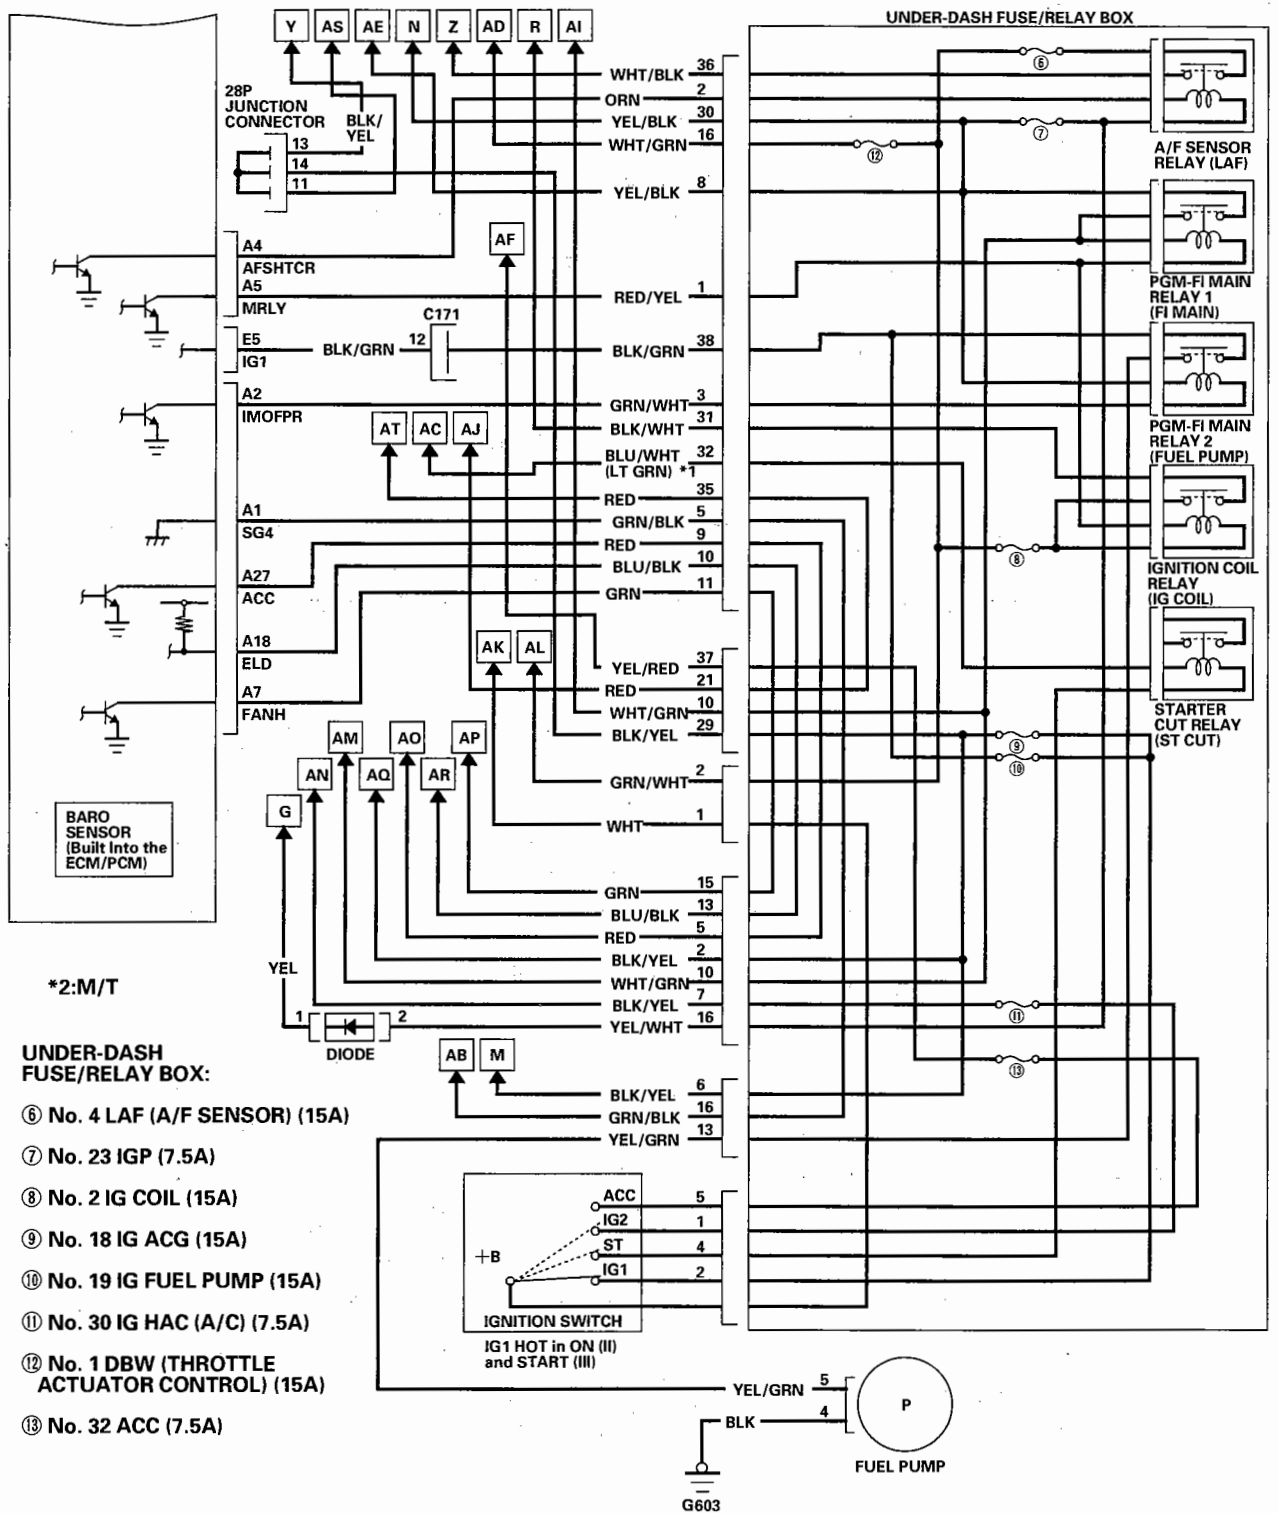 UNDER-DASH FUSE/RELAY BOX
Y AS AE N Z AD R AI
28P
JUNCTION
CONNECTOR
BLK/
YEL
13
14
11
WHT/BLK 36
ORN 2
YEL/BLK 30
WHT/GRN 16
YEL/BLK 8
⑥
⑦
⑫
A/F SENSOR
RELAY (LAF)
AF
A4
AFSHTCR
A5
MRLY
RED/YEL 1
PGM-FI MAIN
RELAY 1
(FI MAIN)
C171
E5
IG1
BLK/GRN 12
BLK/GRN 38
A2
IMOFPR
GRN/WHT 3
BLK/WHT 31
AT AC AJ
BLU/WHT 32
(LT GRN) *1
PGM-FI MAIN
RELAY 2
(FUEL PUMP)
RED 35
A1
SG4
GRN/BLK 5
RED 9
BLU/BLK 10
GRN 11
⑧
IGNITION COIL
RELAY
(IG COIL)
A27
ACC
A18
ELD
A7
FANH
AK AL
YEL/RED 37
RED 21
WHT/GRN 10
BLK/YEL 29
⑨
⑩
STARTER
CUT RELAY
(ST CUT)
AM AO AP
AN AQ AR
G
GRN/WHT 2
WHT 1
BARO
SENSOR
(Built Into the
ECM/PCM)
GRN 15
BLU/BLK 13
RED 5
BLK/YEL 2
WHT/GRN 10
BLK/YEL 7
YEL/WHT 16
⑪
⑬
YEL
*2:M/T
1 2
DIODE
AB M
BLK/YEL 6
GRN/BLK 16
YEL/GRN 13
UNDER-DASH
FUSE/RELAY BOX:
⑥ No. 4 LAF (A/F SENSOR) (15A)
⑦ No. 23 IGP (7.5A)
⑧ No. 2 IG COIL (15A)
⑨ No. 18 IG ACG (15A)
⑩ No. 19 IG FUEL PUMP (15A)
⑪ No. 30 IG HAC (A/C) (7.5A)
⑫ No. 1 DBW (THROTTLE
ACTUATOR CONTROL) (15A)
⑬ No. 32 ACC (7.5A)
ACC 5
IG2 1
+B
ST 4
IG1 2
IGNITION SWITCH
IG1 HOT in ON (II)
and START (III)
YEL/GRN 5
BLK 4
P
FUEL PUMP
G603